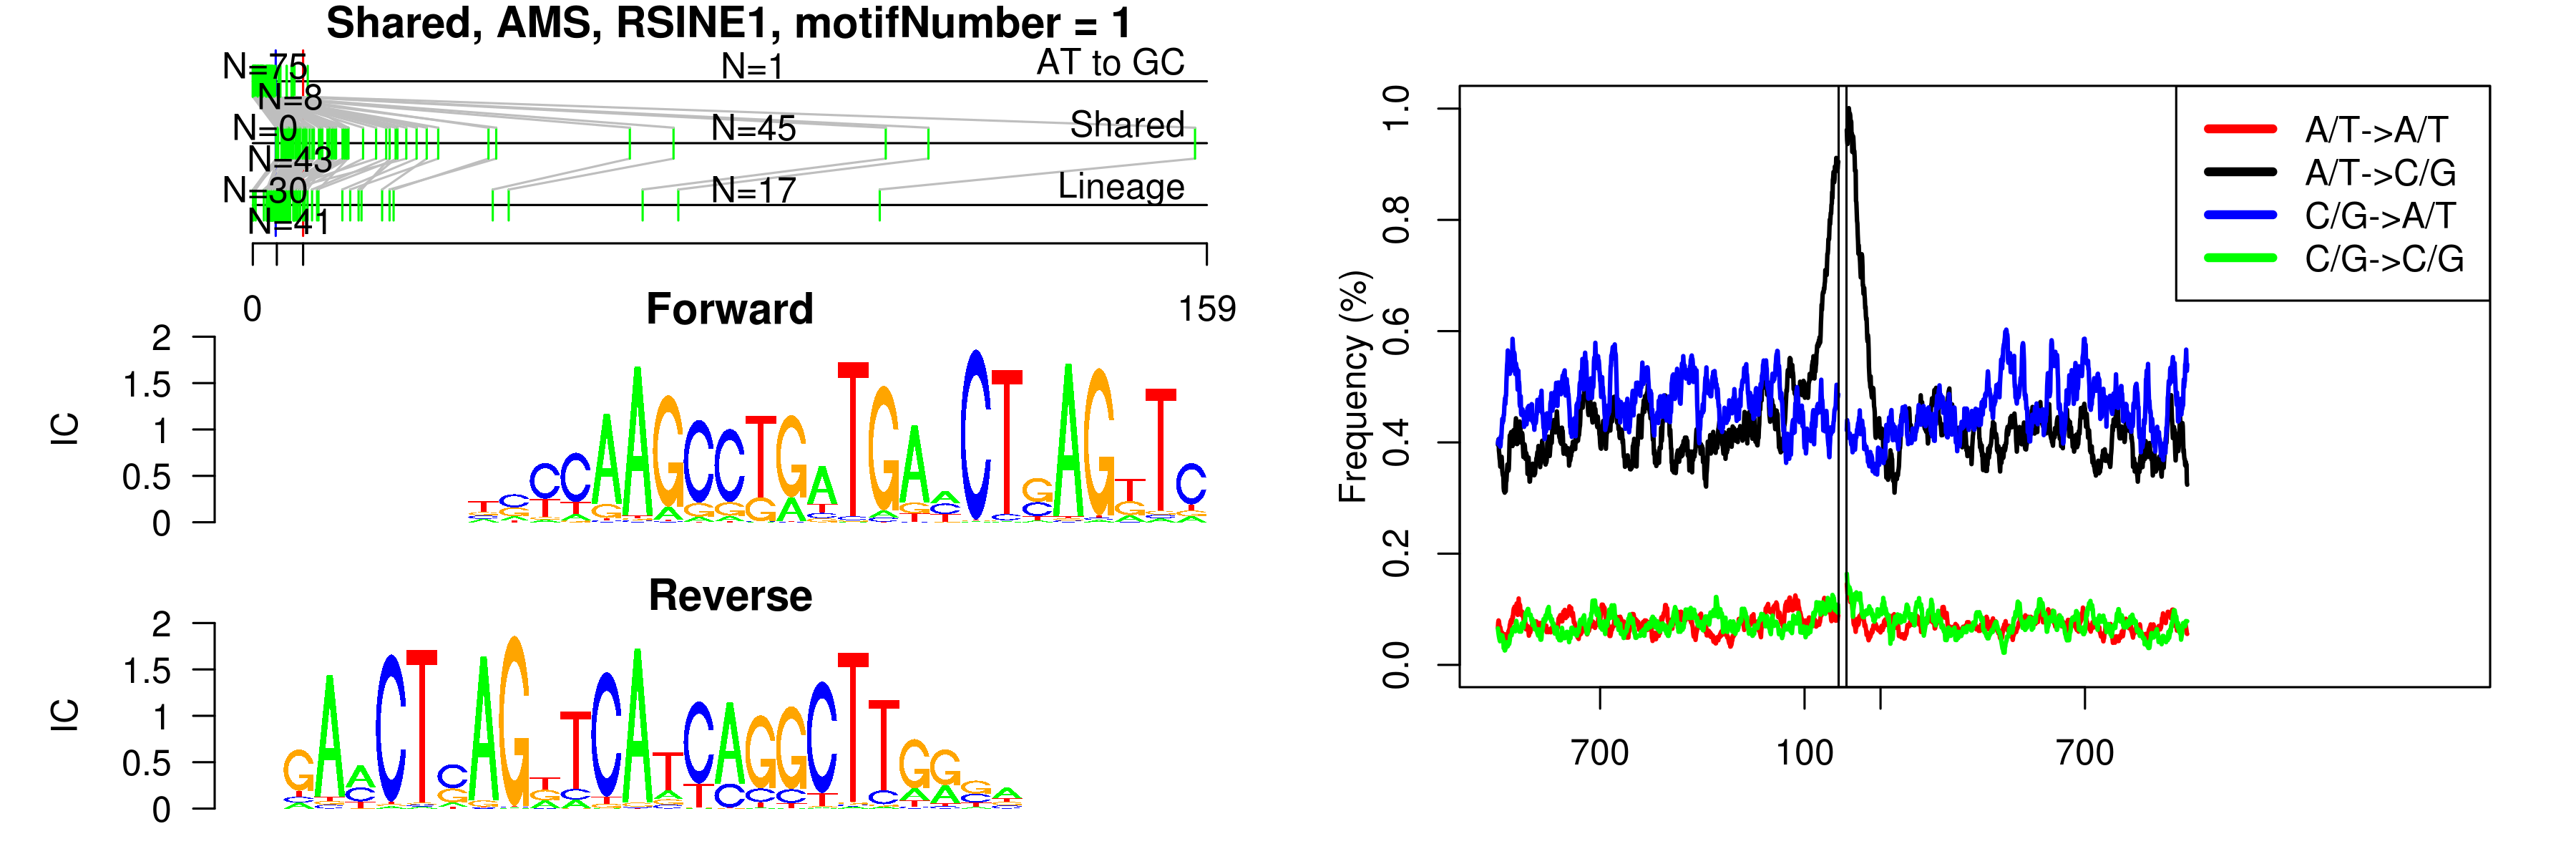 Shared, AMS, RSINE1, motifNumber = 1
N=75 N=1 AT to GC
N=8
N=0 N=45 Shared
N=43
N=30 N=17 Lineage
N=41
0 159
Forward
IC
2
1.5
1
0.5
0
Reverse
IC
2
1.5
1
0.5
0
Frequency (%)
1.0
0.8
0.6
0.4
0.2
0.0
700 100 700
A/T->A/T
A/T->C/G
C/G->A/T
C/G->C/G